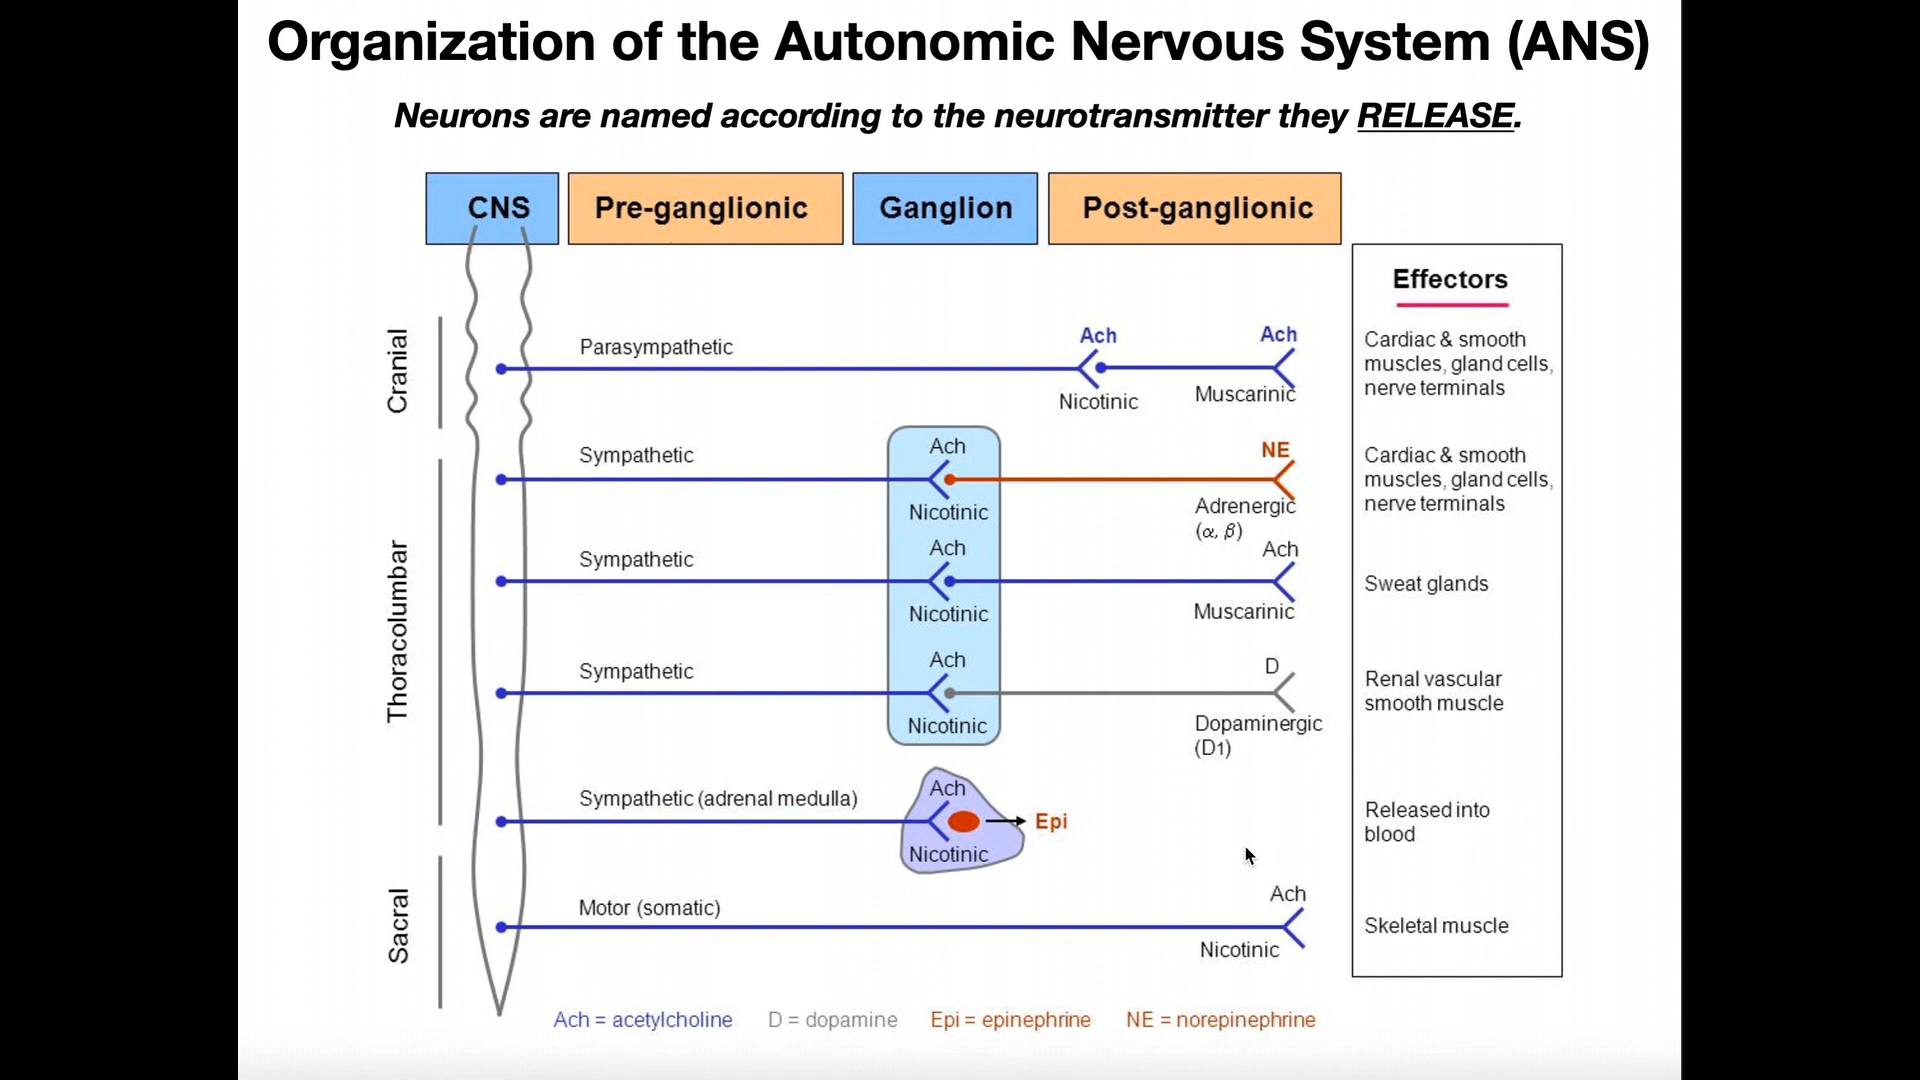 Organization of the Autonomic Nervous System (ANS)
Neurons are named according to the neurotransmitter they RELEASE.
CNS
Pre-ganglionic
Ganglion
Post-ganglionic
Effectors
Cranial
Parasympathetic
Ach
Nicotinic
Ach
Muscarinic
Cardiac & smooth
muscles, gland cells,
nerve terminals
Thoracolumbar
Sympathetic
Ach
Nicotinic
NE
Adrenergic
(α, β)
Cardiac & smooth
muscles, gland cells,
nerve terminals
Sympathetic
Ach
Nicotinic
Ach
Muscarinic
Sweat glands
Sympathetic
Ach
Nicotinic
D
Dopaminergic
(D1)
Renal vascular
smooth muscle
Sympathetic (adrenal medulla)
Ach
Nicotinic
Epi
Released into
blood
Sacral
Motor (somatic)
Ach
Nicotinic
Skeletal muscle
Ach = acetylcholine D = dopamine Epi = epinephrine NE = norepinephrine